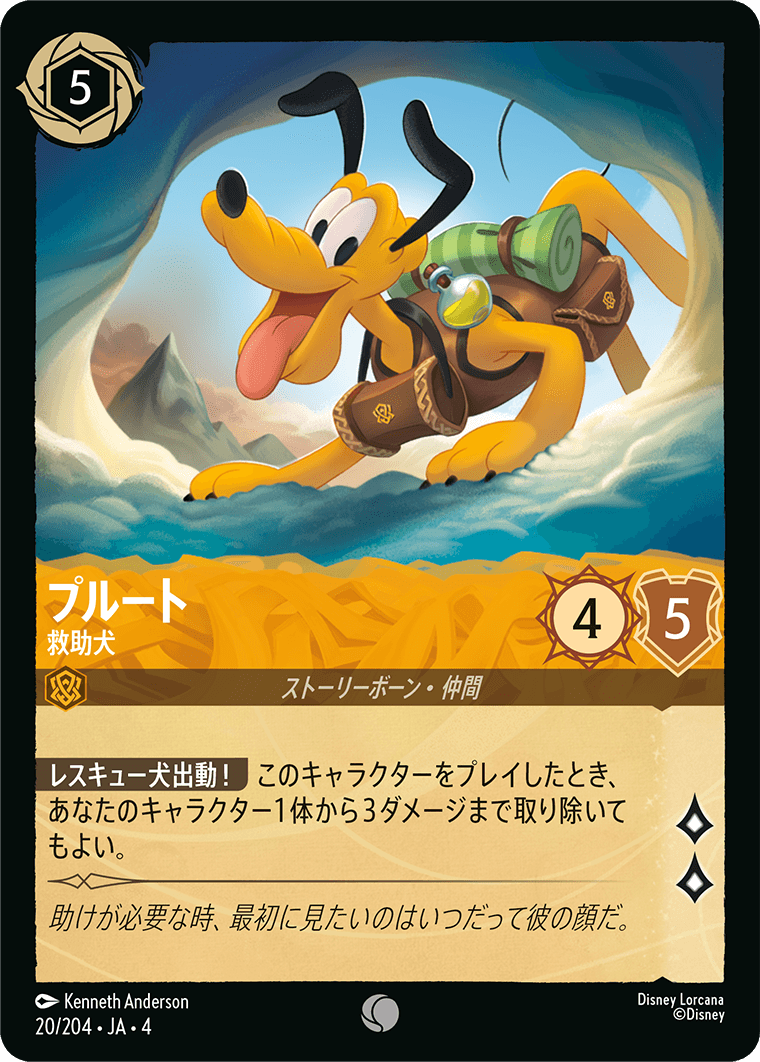 5
プルート
救助犬
4
5
ストーリーボーン・仲間
レスキュー犬出動! このキャラクターをプレイしたとき、
あなたのキャラクター1体から3ダメージまで取り除いて
もよい。
助けが必要な時、最初に見たいのはいつだって彼の顔だ。
Kenneth Anderson
20/204・JA・4
Disney Lorcana
©Disney